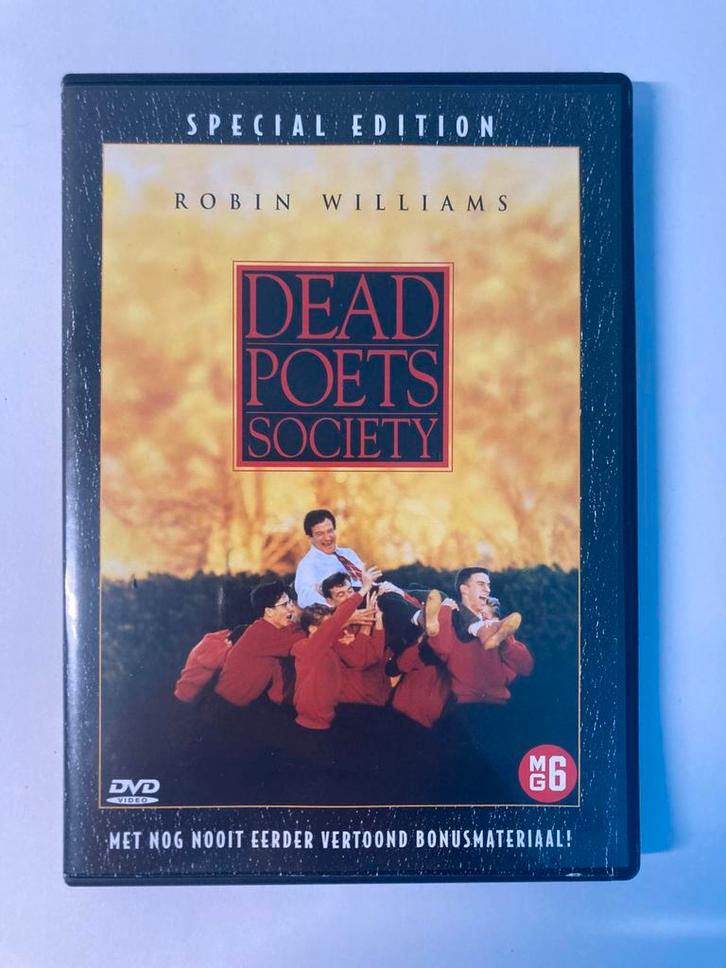 SPECIAL EDITION
ROBIN WILLIAMS
DEAD
POETS
SOCIETY
DVD
VIDEO
MG6
MET NOG NOOIT EERDER VERTOOND BONUSMATERIAAL!